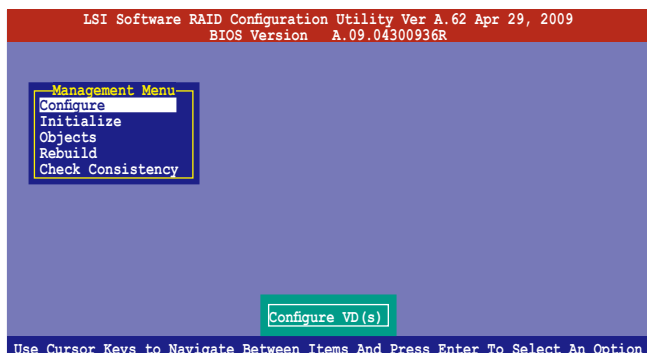 LSI Software RAID Configuration Utility Ver A.62 Apr 29, 2009
BIOS Version A.09.04300936R
Management Menu
Configure
Initialize
Objects
Rebuild
Check Consistency
Configure VD(s)
Use Cursor Keys to Navigate Between Items And Press Enter To Select An Option